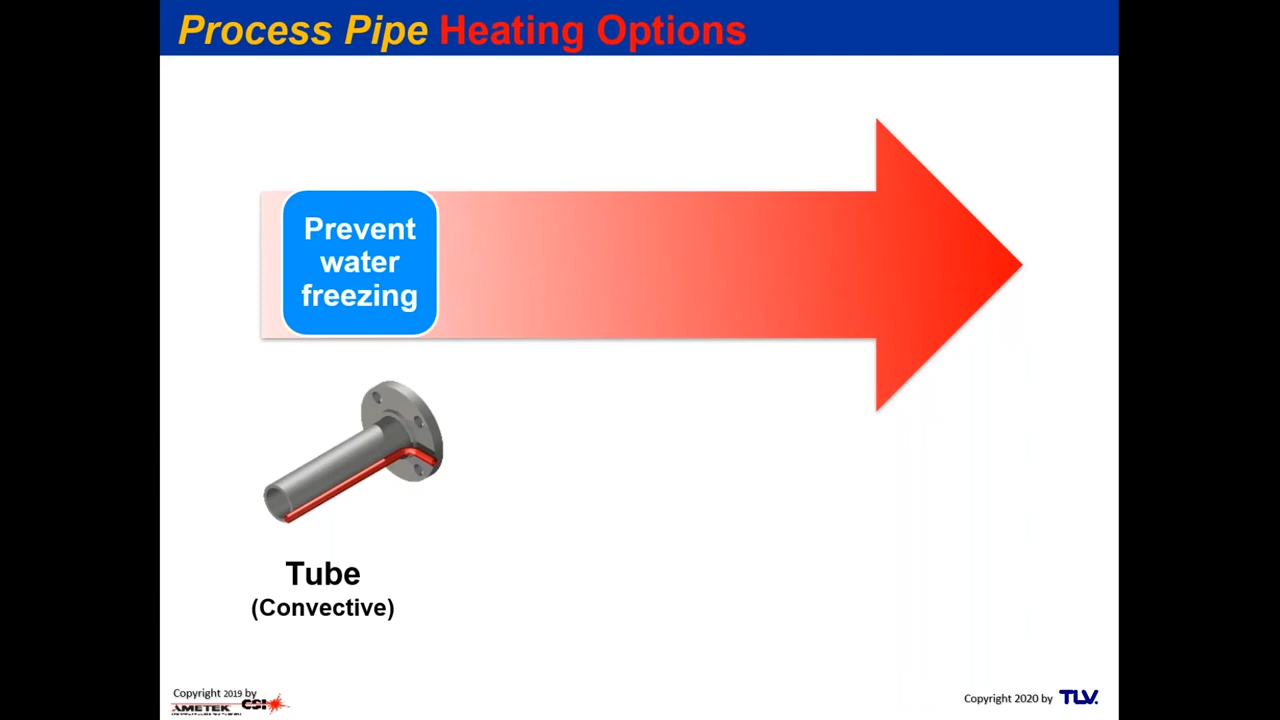 Process Pipe Heating Options
Prevent
water
freezing
Tube
(Convective)
Copyright 2019 by
AMETEK CSI
Copyright 2020 by TLV.